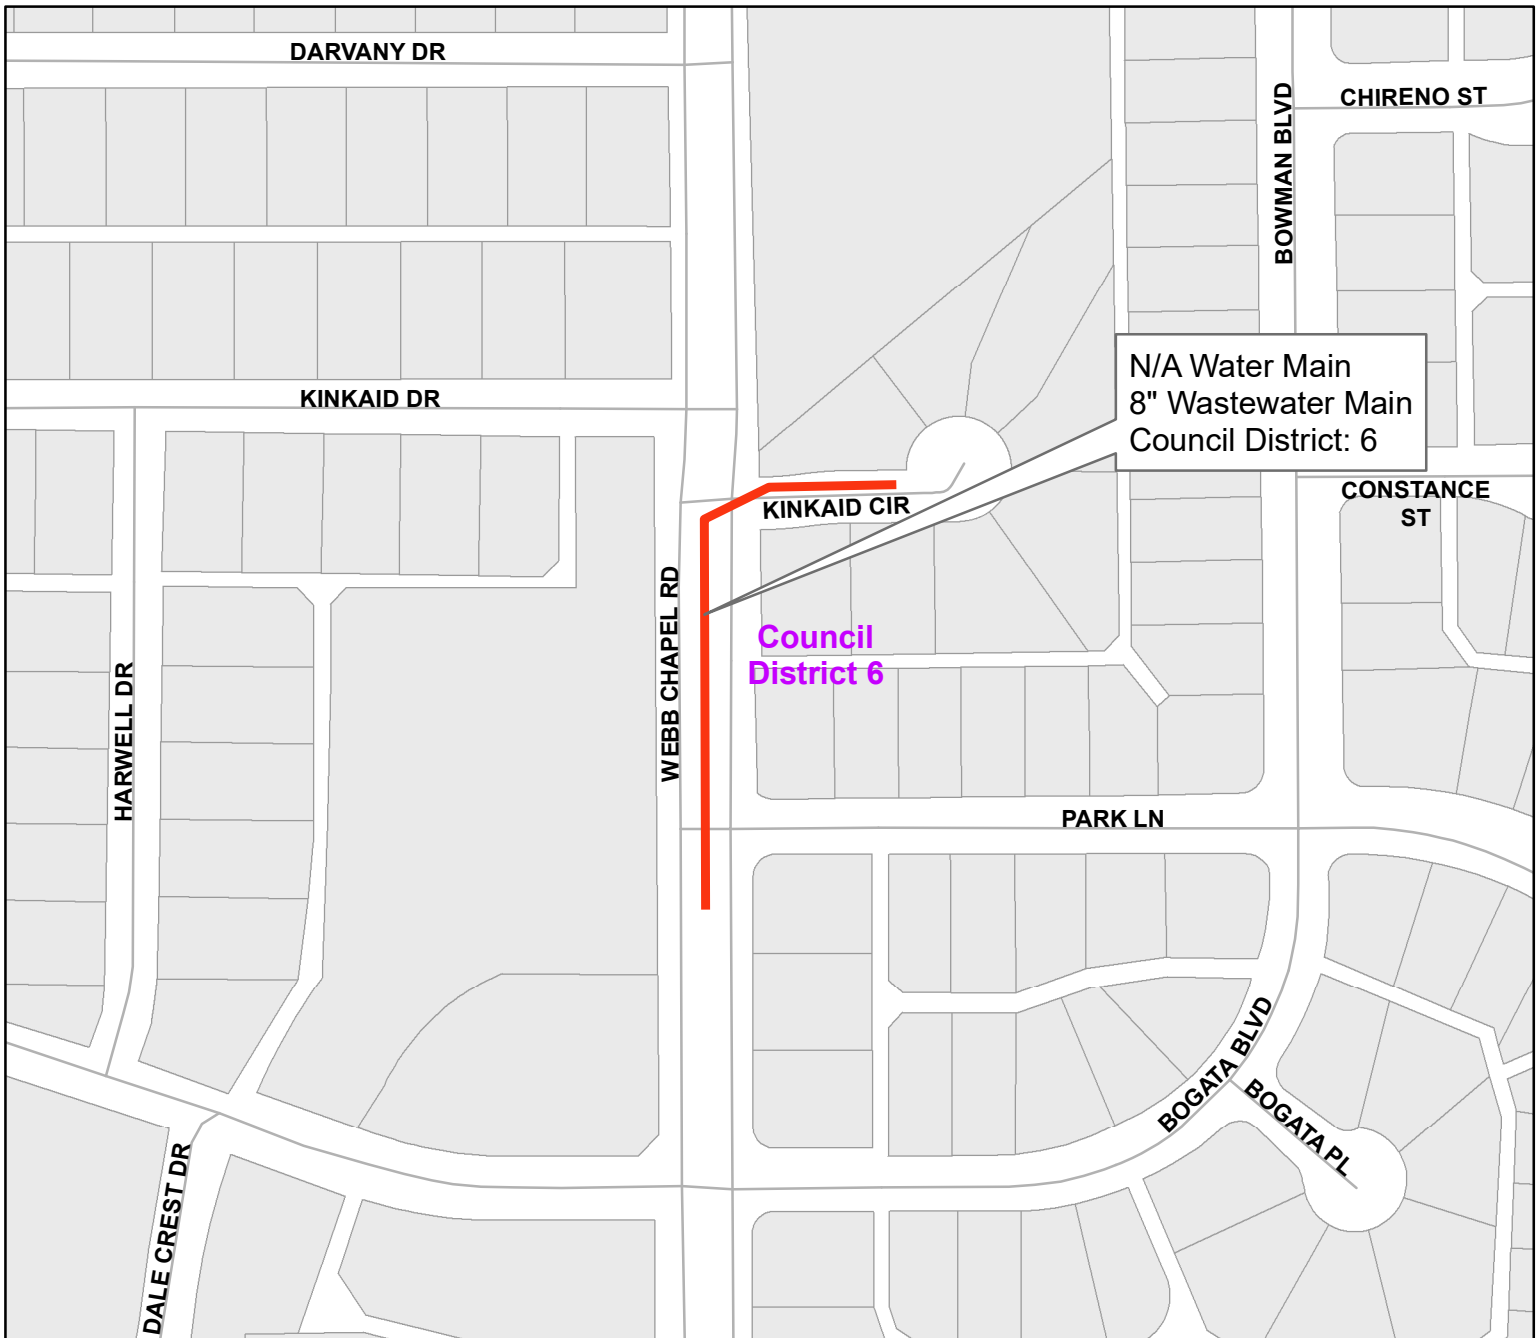 DARVANY DR
CHIRENO ST
BOWMAN BLVD
KINKAID DR
N/A Water Main
8" Wastewater Main
Council District: 6
CONSTANCE
ST
KINKAID CIR
WEBB CHAPEL RD
Council
District 6
HARWELL DR
PARK LN
BOGATA BLVD
BOGATA PL
DALE CREST DR